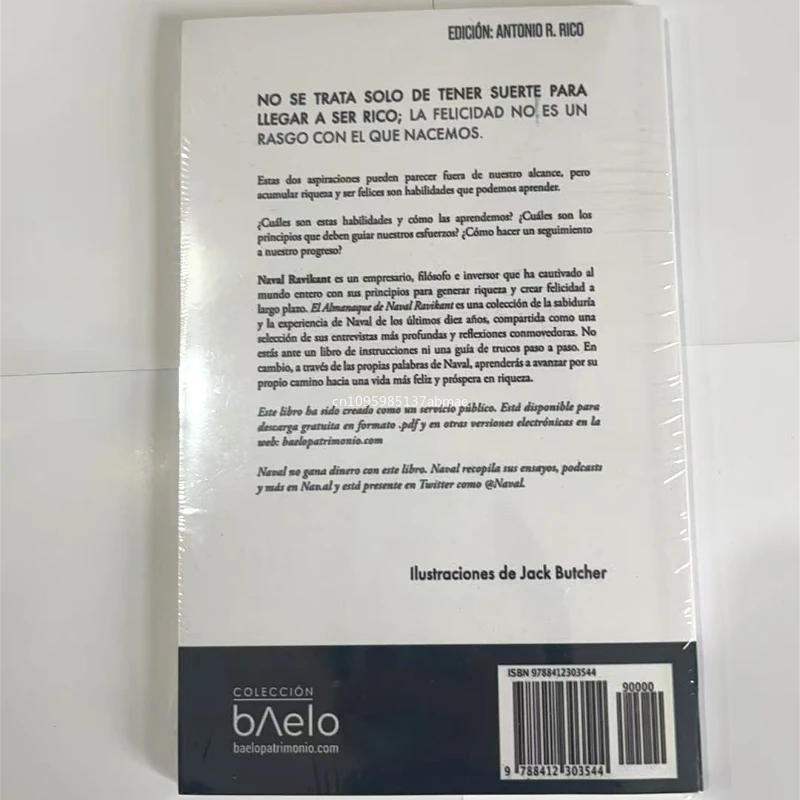 EDICIÓN: ANTONIO R. RICO
NO SE TRATA SOLO DE TENER SUERTE PARA
LLEGAR A SER RICO; LA FELICIDAD NO ES UN
RASGO CON EL QUE NACEMOS.
Estas dos aspiraciones pueden parecer fuera de nuestro alcance, pero
acumular riqueza y ser felices son habilidades que podemos aprender.
¿Cuáles son estas habilidades y cómo las aprendemos? ¿Cuáles son los
principios que deben guiar nuestros esfuerzos? ¿Cómo hacer un seguimiento
a nuestro progreso?
Naval Ravikant es un empresario, filósofo e inversor que ha cautivado al
mundo entero con sus principios para generar riqueza y crear felicidad a
largo plazo. El Almanaque de Naval Ravikant es una colección de la sabiduría
y la experiencia de Naval de los últimos diez años, compartida como una
selección de sus entrevistas más profundas y reflexiones conmovedoras. No
estás ante un libro de instrucciones ni una guía de trucos paso a paso. En
cambio, a través de las propias palabras de Naval, aprenderás a avanzar por su
propio camino hacia una vida más feliz y próspera en riqueza.
cn1095985137abmae
Este libro ha sido creado como un servicio público. Está disponible para
descarga gratuita en formato .pdf y en otras versiones electrónicas en la
web: baelopatrimonio.com
Naval no gana dinero con este libro. Naval recopila sus ensayos, podcasts
y más en Nav.al y está presente en Twitter como @Naval.
Ilustraciones de Jack Butcher
COLECCIÓN
bΛelo
baelopatrimonio.com
ISBN 9788412303544
90000
9 788412 303544